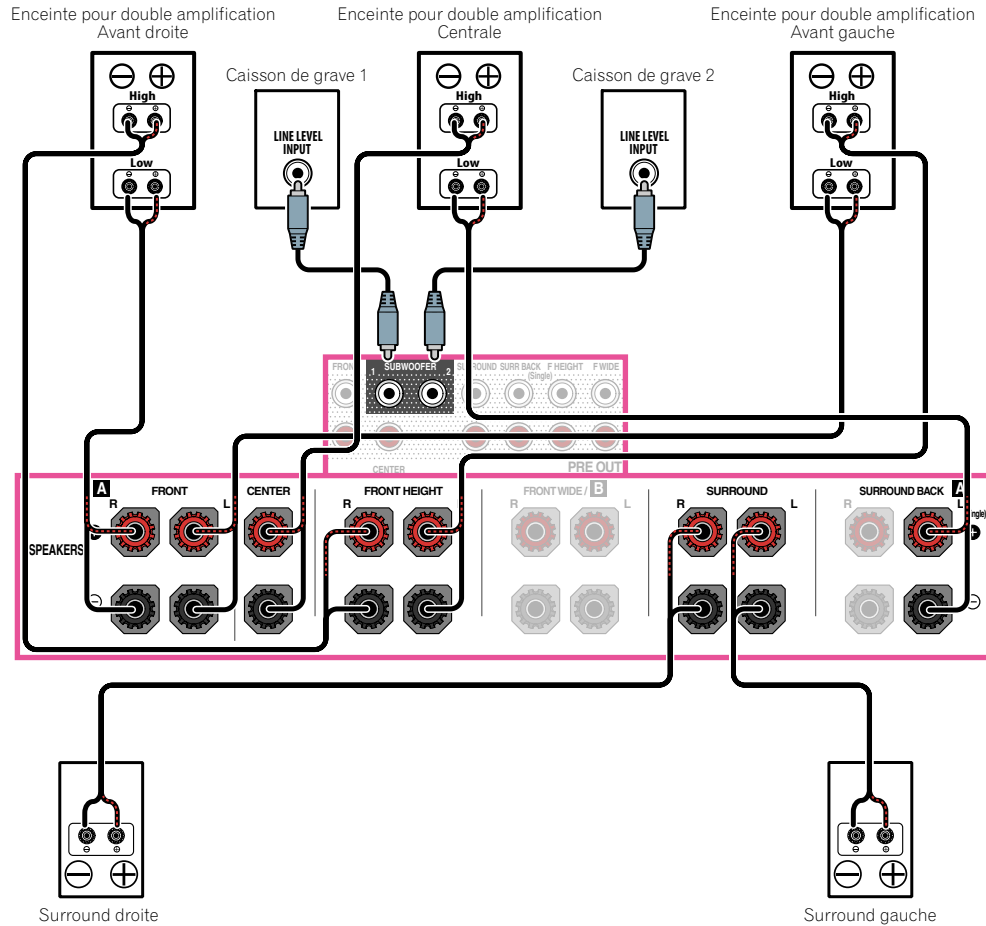 Enceinte pour double amplification
Avant droite
Enceinte pour double amplification
Centrale
Enceinte pour double amplification
Avant gauche
Caisson de grave 1
Caisson de grave 2
High
Low
LINE LEVEL
INPUT
High
Low
LINE LEVEL
INPUT
High
Low
SUBWOOFER
1
2
SURR BACK
(Single)
F HEIGHT
F WIDE
CENTER
PRE OUT
A
FRONT
R
L
CENTER
FRONT HEIGHT
R
L
FRONT WIDE / B
R
L
SURROUND
R
L
SURROUND BACK
A
R
L
SPEAKERS
Surround droite
Surround gauche